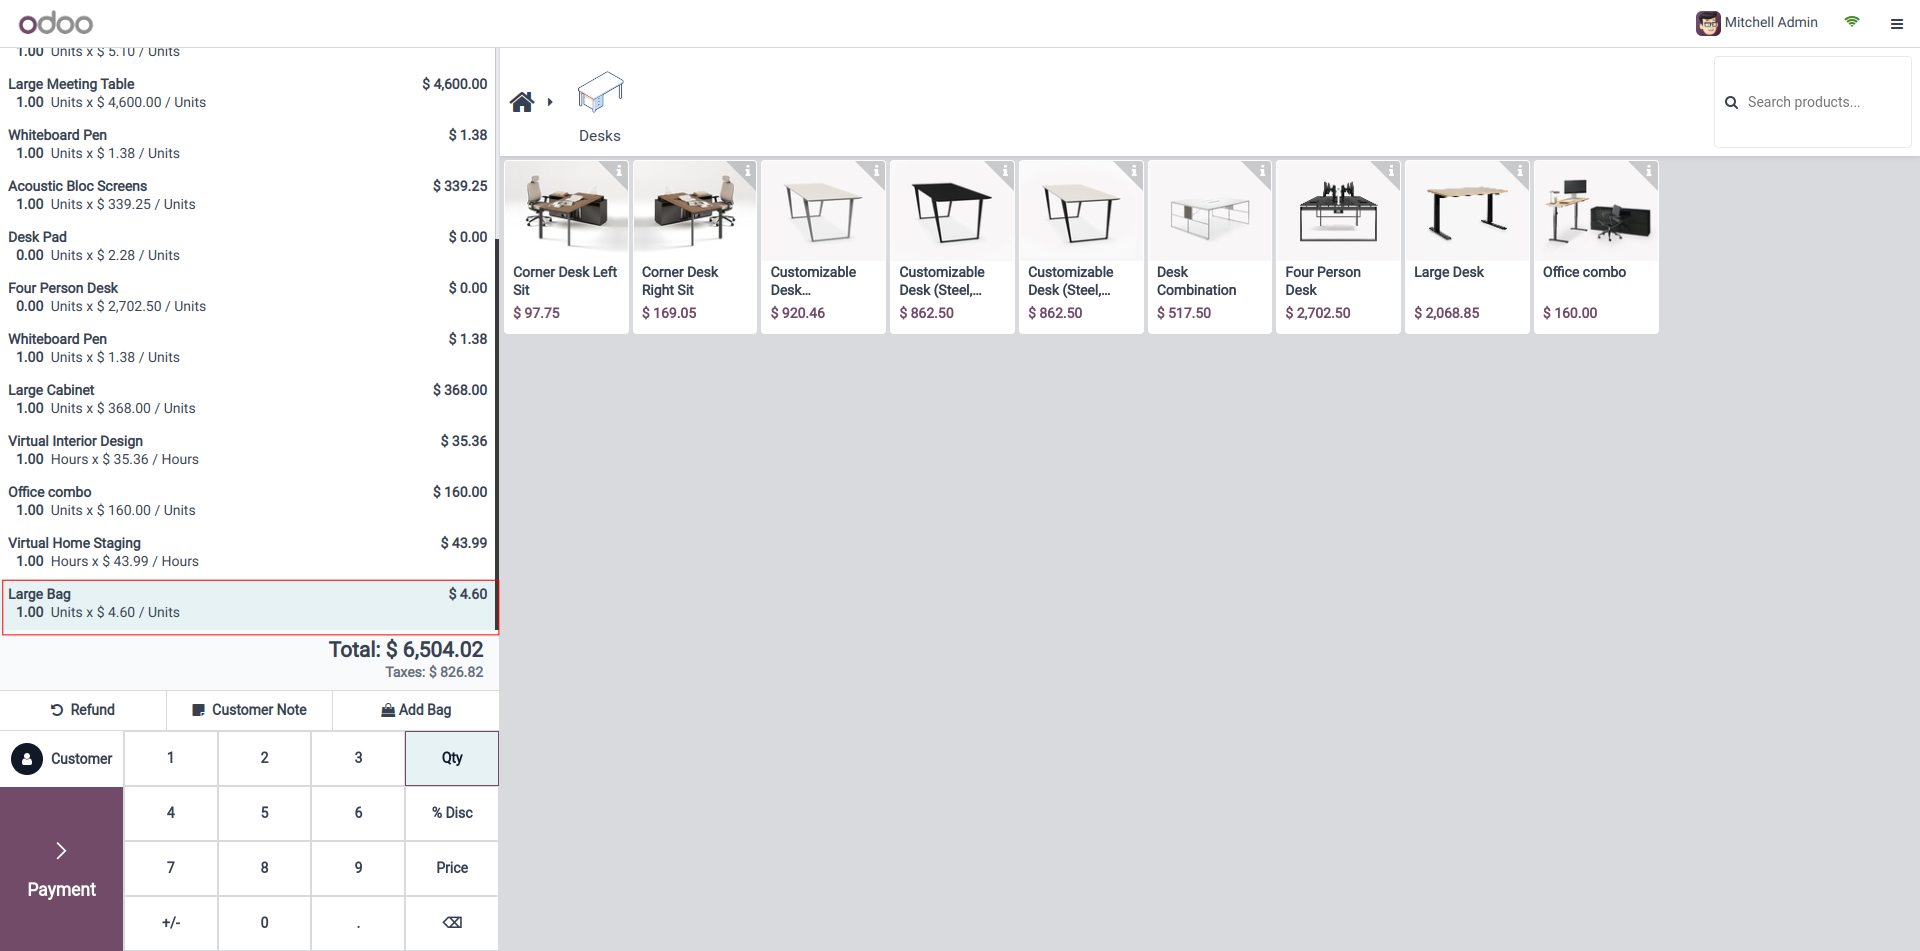 odoo
Mitchell Admin
1.00 Units x $ 5.10 / Units
Large Meeting Table $ 4,600.00
1.00 Units x $ 4,600.00 / Units
Whiteboard Pen $ 1.38
1.00 Units x $ 1.38 / Units
Acoustic Bloc Screens $ 339.25
1.00 Units x $ 339.25 / Units
Desk Pad $ 0.00
0.00 Units x $ 2.28 / Units
Four Person Desk $ 0.00
0.00 Units x $ 2,702.50 / Units
Whiteboard Pen $ 1.38
1.00 Units x $ 1.38 / Units
Large Cabinet $ 368.00
1.00 Units x $ 368.00 / Units
Virtual Interior Design $ 35.36
1.00 Hours x $ 35.36 / Hours
Office combo $ 160.00
1.00 Units x $ 160.00 / Units
Virtual Home Staging $ 43.99
1.00 Hours x $ 43.99 / Hours
Large Bag $ 4.60
1.00 Units x $ 4.60 / Units
Total: $ 6,504.02
Taxes: $ 826.82
Refund
Customer Note
Add Bag
Customer
1 2 3 Qty
4 5 6 % Disc
7 8 9 Price
+/- 0 .
Payment
Desks
Search products...
Corner Desk Left
Sit
$ 97.75
Corner Desk
Right Sit
$ 169.05
Customizable
Desk...
$ 920.46
Customizable
Desk (Steel,...
$ 862.50
Customizable
Desk (Steel,...
$ 862.50
Desk
Combination
$ 517.50
Four Person
Desk
$ 2,702.50
Large Desk
$ 2,068.85
Office combo
$ 160.00